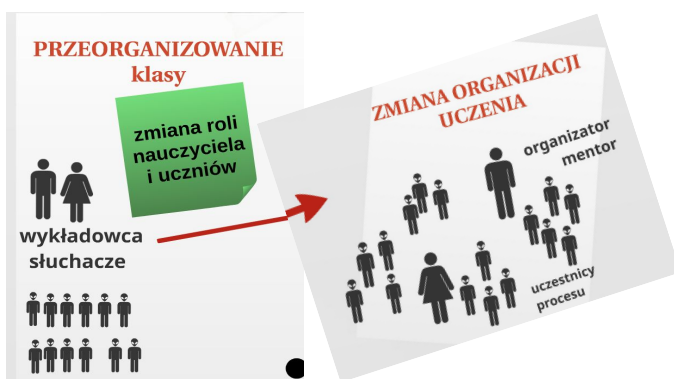 PRZEORGANIZOWANIE
klasy
zmiana roli
nauczyciela
i uczniów
wykładowca
słuchacze
ZMIANA ORGANIZACJI
UCZENIA
organizator
mentor
uczestnicy
procesu